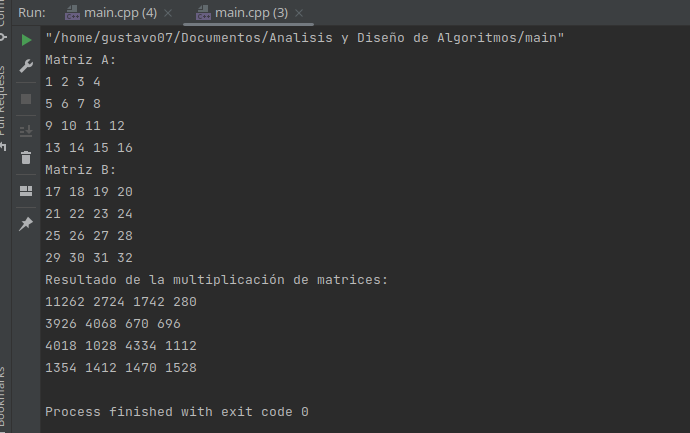 Run: main.cpp (4) main.cpp (3)
"/home/gustavo07/Documentos/Analisis y Diseño de Algoritmos/main"
Matriz A:
1 2 3 4
5 6 7 8
9 10 11 12
13 14 15 16
Matriz B:
17 18 19 20
21 22 23 24
25 26 27 28
29 30 31 32
Resultado de la multiplicación de matrices:
11262 2724 1742 280
3926 4068 670 696
4018 1028 4334 1112
1354 1412 1470 1528
Process finished with exit code 0
Pull Requests